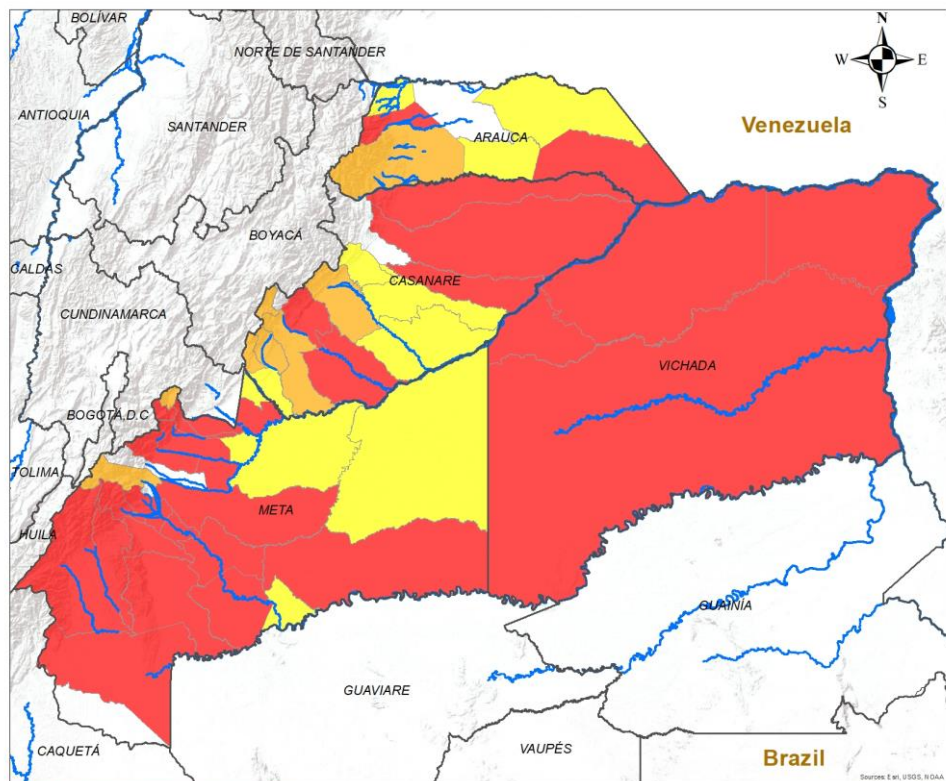 BOLÍVAR
N
NORTE DE SANTANDER
W
E
S
ANTIOQUIA
SANTANDER
Venezuela
ARAUCA
BOYACÁ
CALDAS
CASANARE
CUNDINAMARCA
VICHADA
BOGOTÁ,D.C
TOLIMA
META
HUILA
GUAINÍA
GUAVIARE
CAQUETÁ
VAUPÉS
Brazil
Sources: Esri, USGS, NOAA